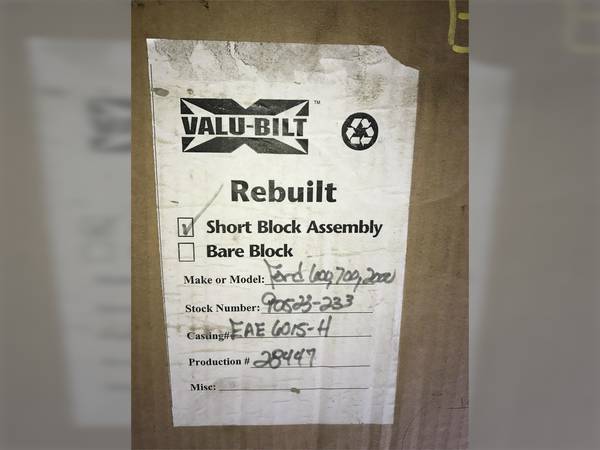 VALU-BILT™
Rebuilt
Short Block Assembly
Bare Block
Make or Model: Ford 600,700,2000
Stock Number: 90523-233
Casting# EAE 6015-H
Production # 28447
Misc: